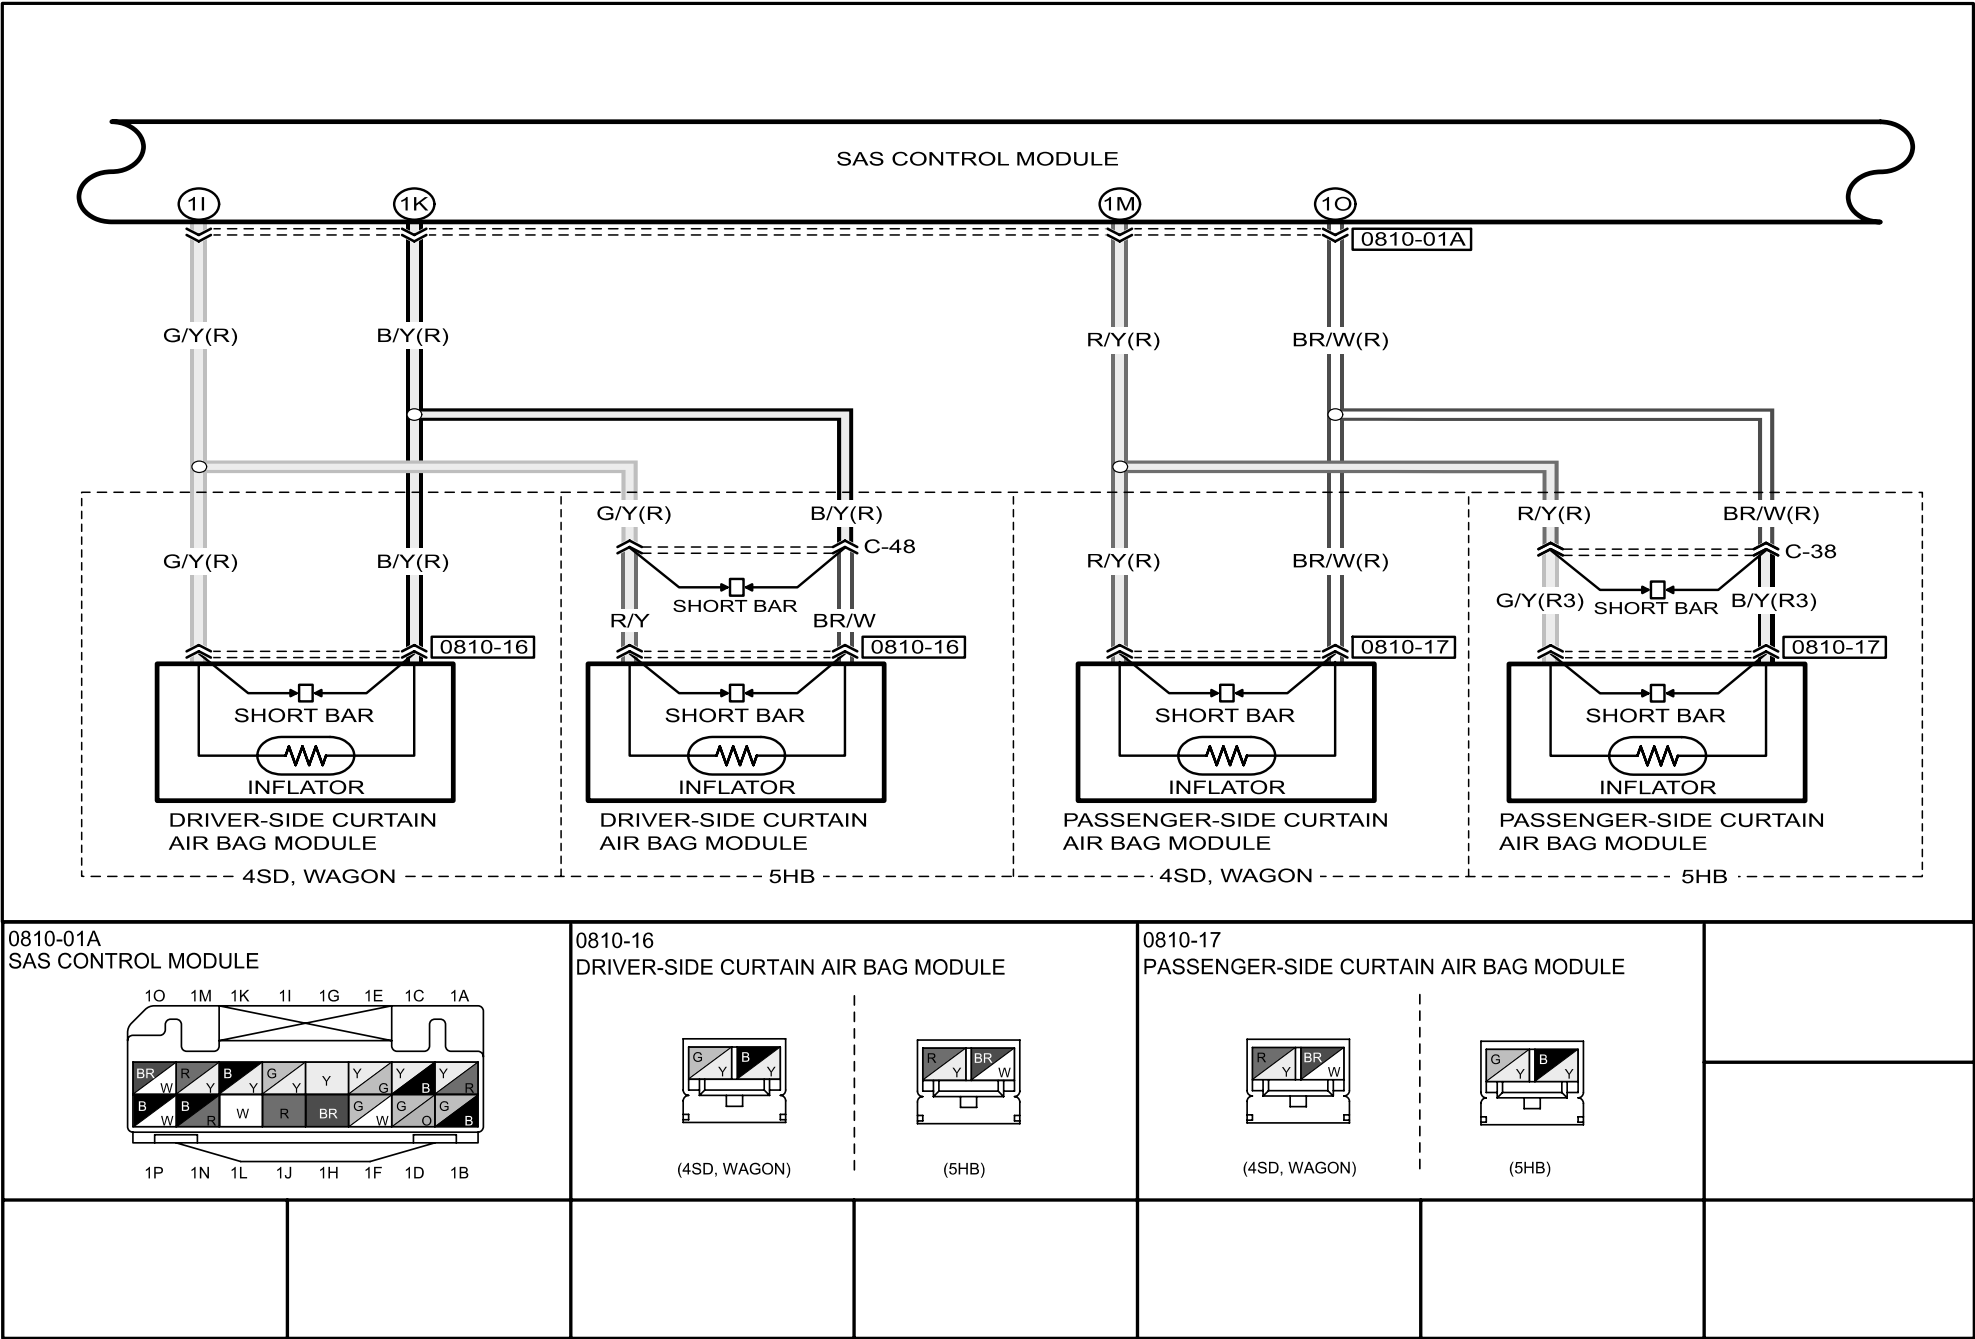 SAS CONTROL MODULE
1I 1K 1M 1O
0810-01A
G/Y(R) B/Y(R) R/Y(R) BR/W(R)
G/Y(R) B/Y(R) R/Y(R) BR/W(R)
C-48 C-38
G/Y(R) B/Y(R) R/Y(R) BR/W(R)
SHORT BAR G/Y(R3) SHORT BAR B/Y(R3)
R/Y BR/W
0810-16 0810-16 0810-17 0810-17
SHORT BAR SHORT BAR SHORT BAR SHORT BAR
INFLATOR INFLATOR INFLATOR INFLATOR
DRIVER-SIDE CURTAIN
AIR BAG MODULE
DRIVER-SIDE CURTAIN
AIR BAG MODULE
PASSENGER-SIDE CURTAIN
AIR BAG MODULE
PASSENGER-SIDE CURTAIN
AIR BAG MODULE
4SD, WAGON 5HB 4SD, WAGON 5HB
0810-01A
SAS CONTROL MODULE
1O 1M 1K 1I 1G 1E 1C 1A
BR W R Y B Y G Y Y Y G Y B Y R
B W B R W R BR G W G O G B
1P 1N 1L 1J 1H 1F 1D 1B
0810-16
DRIVER-SIDE CURTAIN AIR BAG MODULE
G Y B Y
R Y BR W
(4SD, WAGON) (5HB)
0810-17
PASSENGER-SIDE CURTAIN AIR BAG MODULE
R Y BR W
G Y B Y
(4SD, WAGON) (5HB)